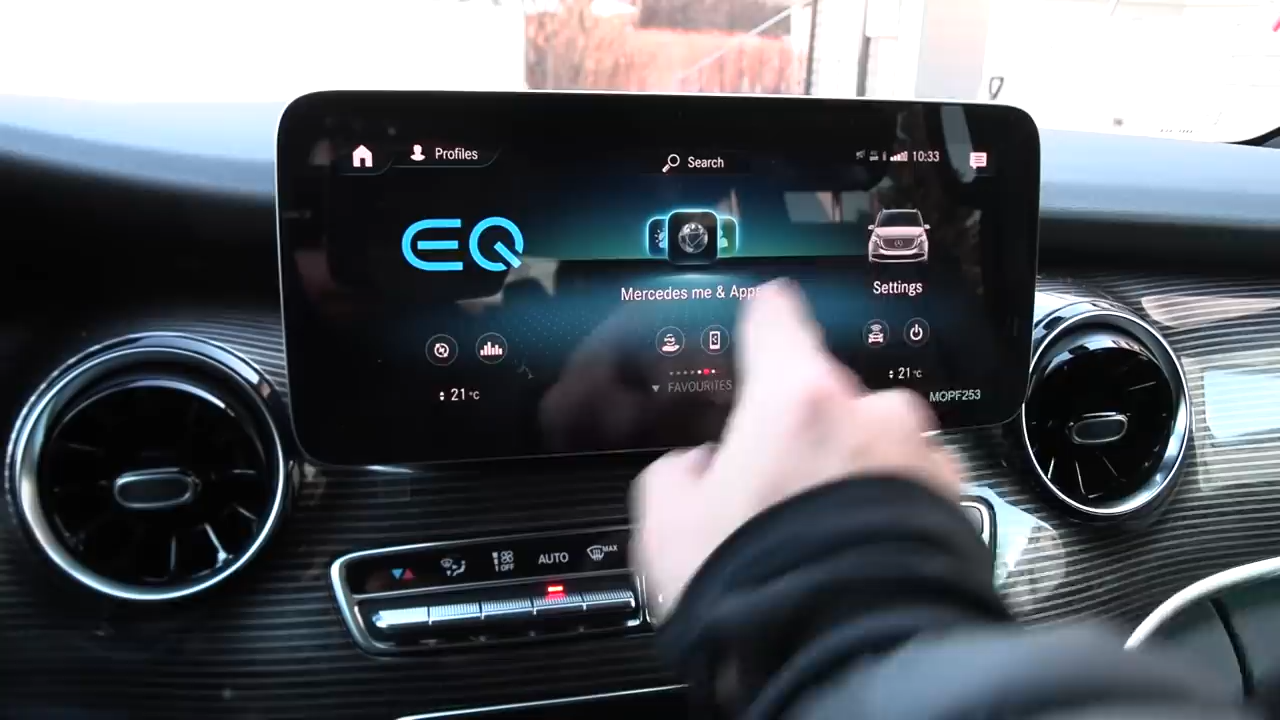 Profiles
Search
10:33
EQ
Mercedes me & Apps
Settings
21°C
FAVOURITES
21°C
MOPF253
OFF
AUTO
MAX